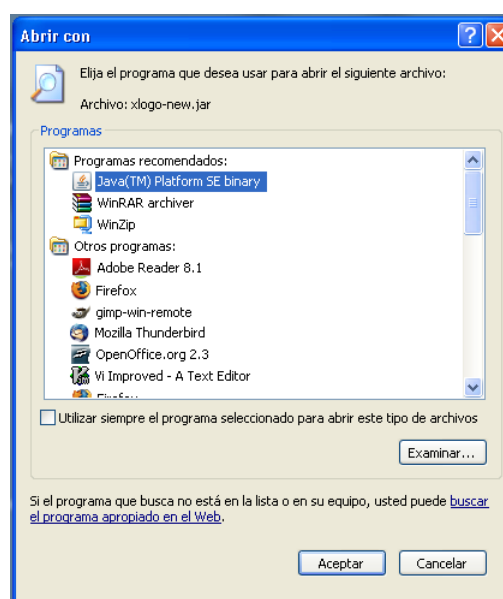 Abrir con
Elija el programa que desea usar para abrir el siguiente archivo:
Archivo: xlogo-new.jar
Programas
Programas recomendados:
Java(TM) Platform SE binary
WinRAR archiver
WinZip
Otros programas:
Adobe Reader 8.1
Firefox
gimp-win-remote
Mozilla Thunderbird
OpenOffice.org 2.3
Vi Improved - A Text Editor
Utilizar siempre el programa seleccionado para abrir este tipo de archivos
Examinar...
Si el programa que busca no está en la lista o en su equipo, usted puede buscar
el programa apropiado en el Web.
Aceptar Cancelar